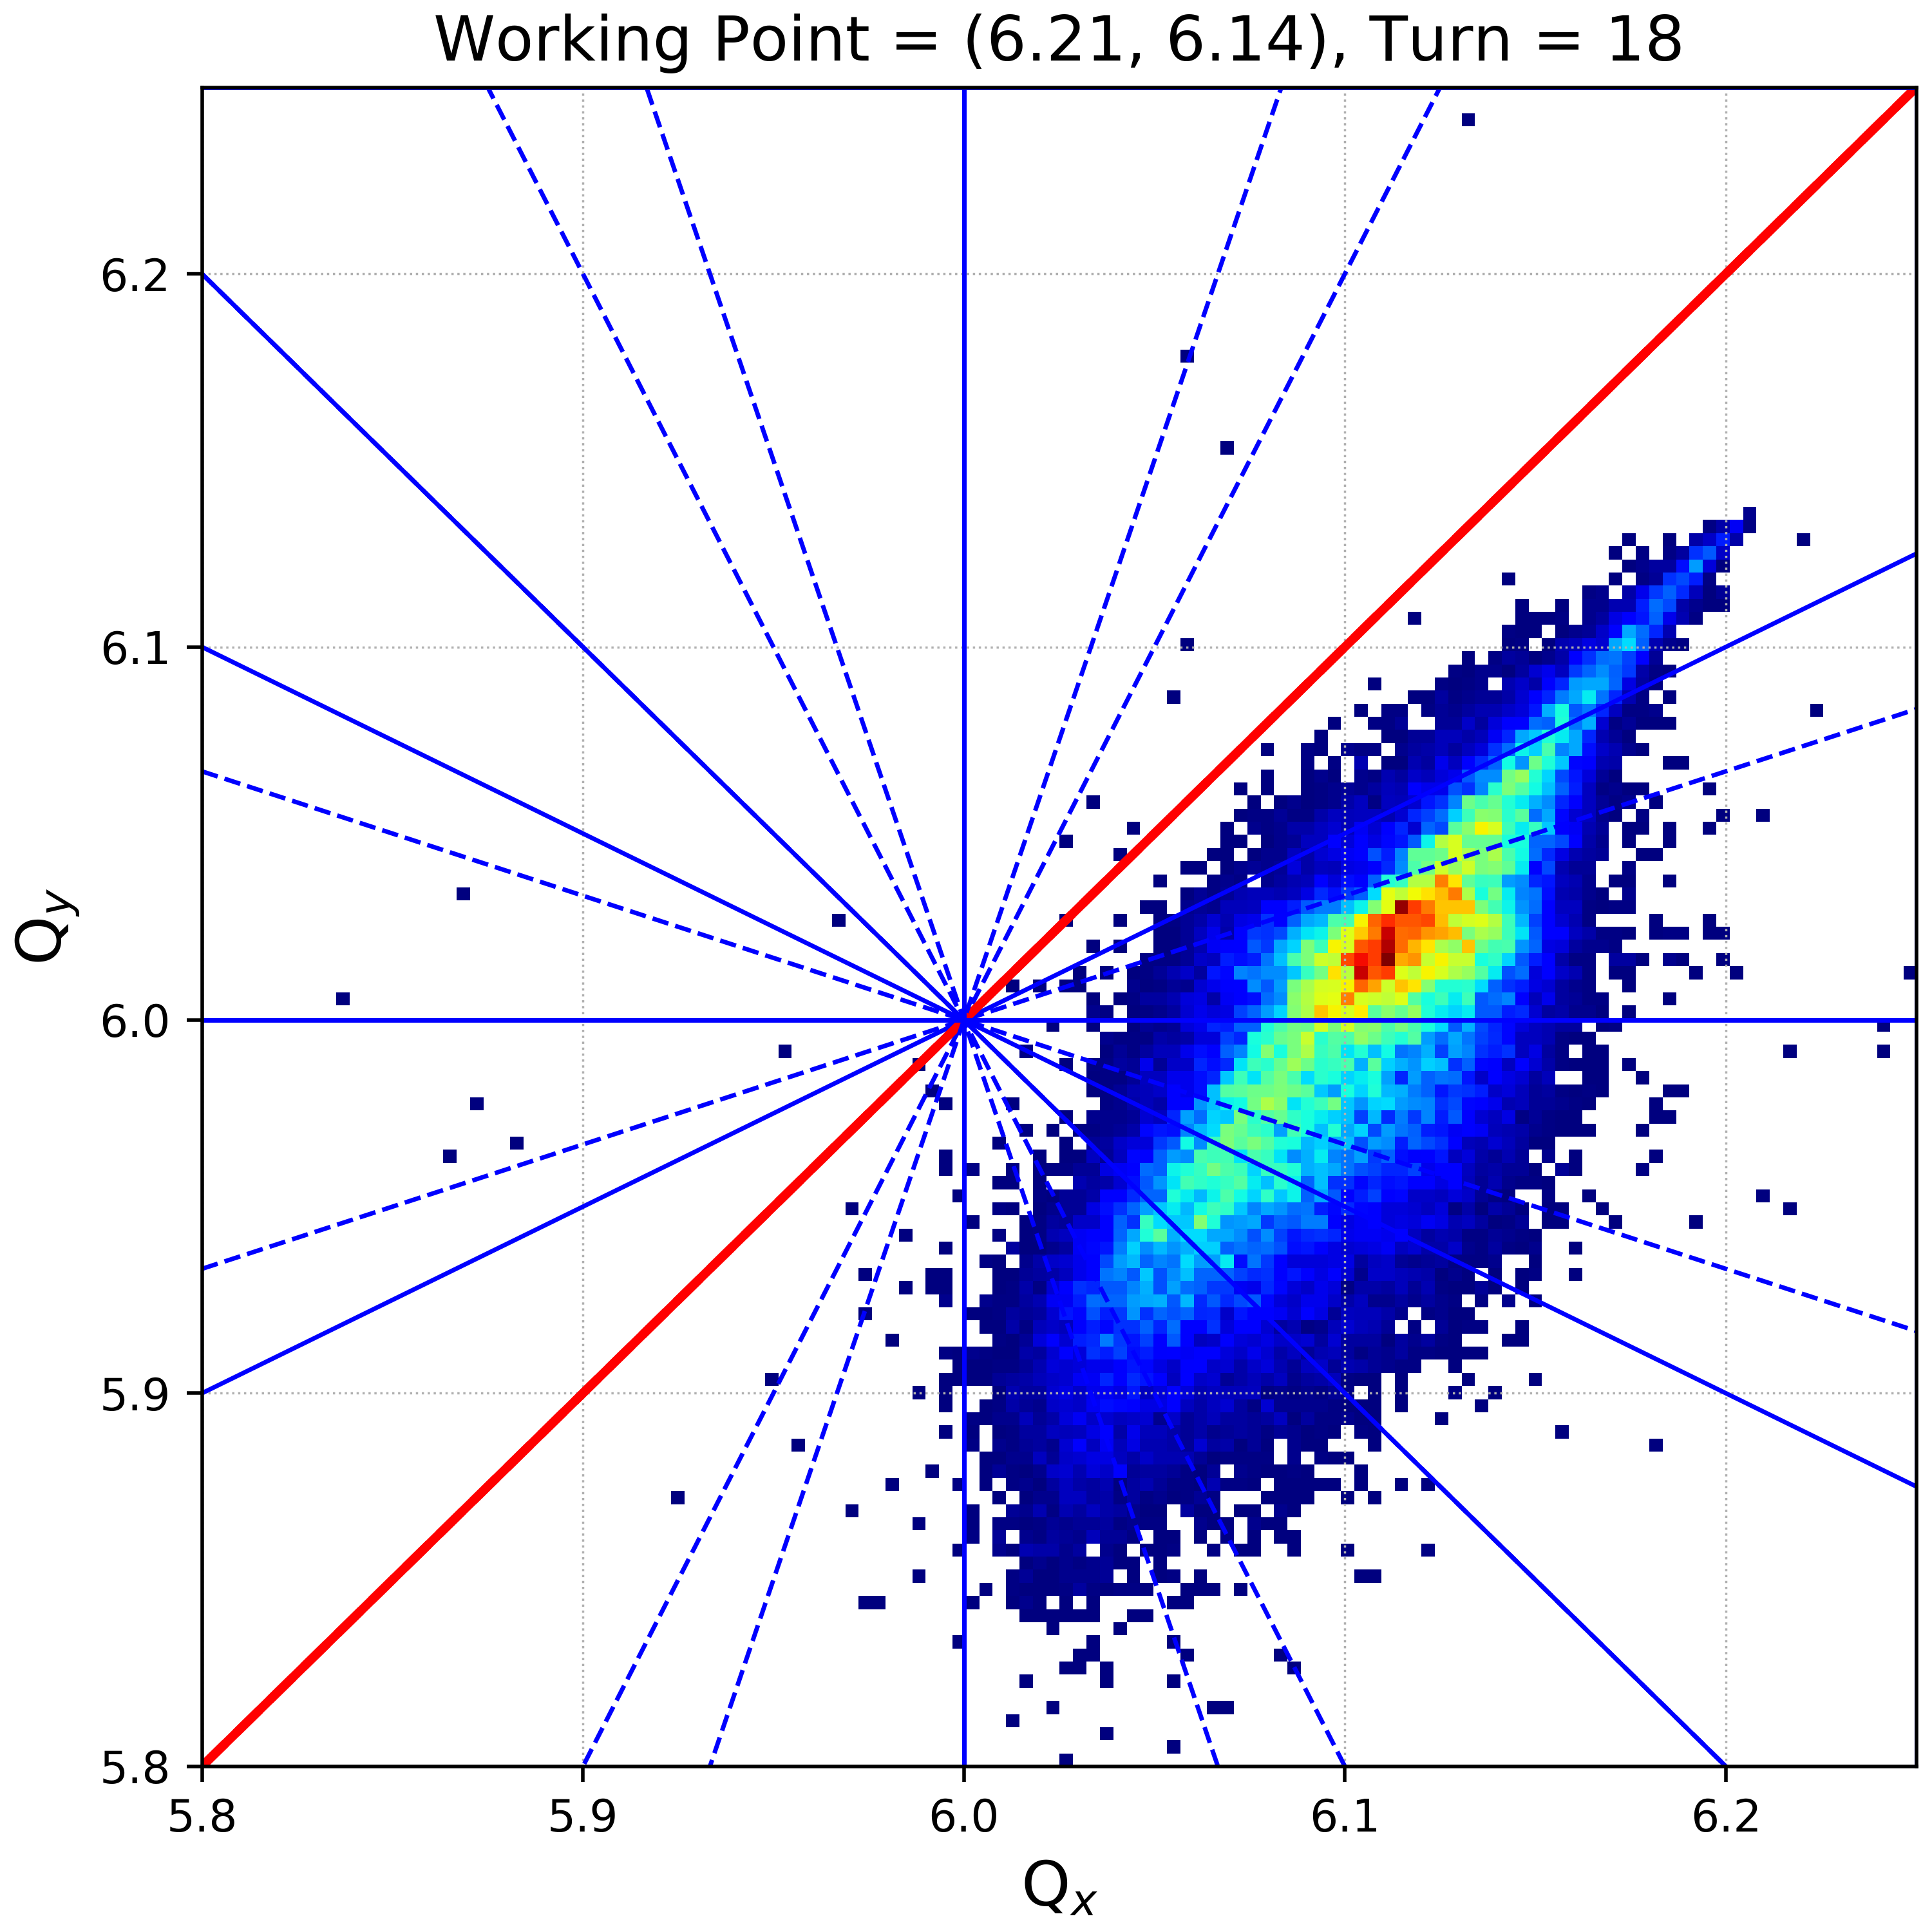 Working Point = (6.21, 6.14), Turn = 18
6.2
6.1
6.0
5.9
5.8
Qy
5.8 5.9 6.0 6.1 6.2
Qx